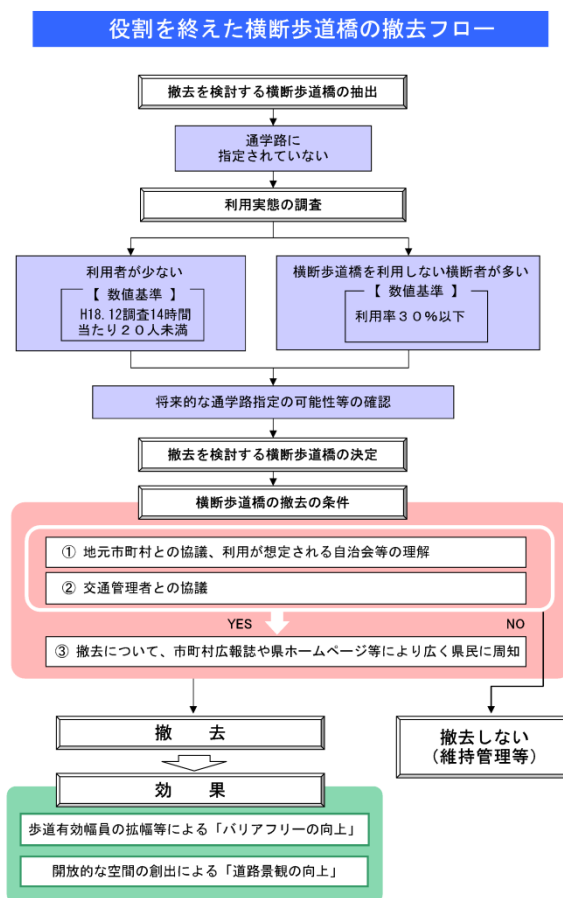 役割を終えた横断歩道橋の撤去フロー
撤去を検討する横断歩道橋の抽出
通学路に
指定されていない
利用実態の調査
利用者が少ない
【 数値基準 】
H18.12調査14時間
当たり20人未満
横断歩道橋を利用しない横断者が多い
【 数値基準 】
利用率30%以下
将来的な通学路指定の可能性等の確認
撤去を検討する横断歩道橋の決定
横断歩道橋の撤去の条件
① 地元市町村との協議、利用が想定される自治会等の理解
② 交通管理者との協議
YES
NO
③ 撤去について、市町村広報誌や県ホームページ等により広く県民に周知
撤 去
撤去しない
(維持管理等)
効 果
歩道有効幅員の拡幅等による「バリアフリーの向上」
開放的な空間の創出による「道路景観の向上」